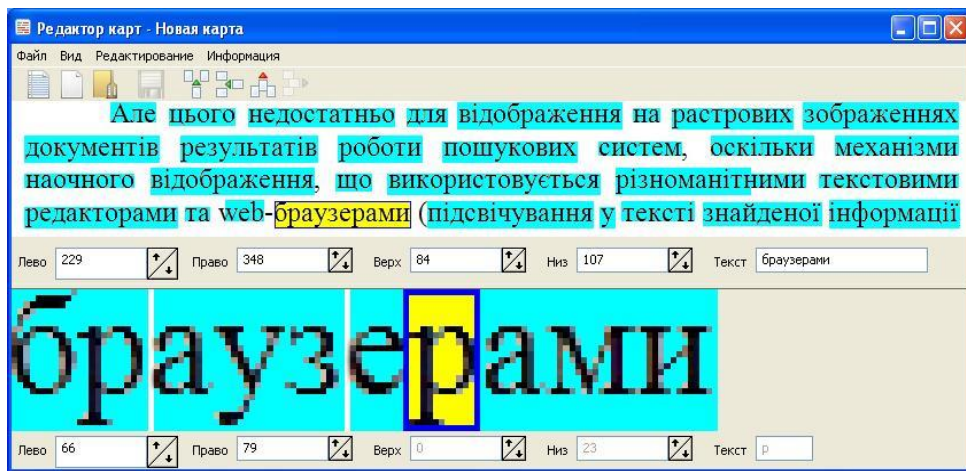 Редактор карт - Новая карта
Файл Вид Редактирование Информация
Але цього недостатньо для відображення на растрових зображеннях
документів результатів роботи пошукових систем, оскільки механізми
наочного відображення, що використовується різноманітними текстовими
редакторами та web-браузерами (підсвічування у тексті знайденої інформації
Лево 229 Право 348 Верх 84 Низ 107 Текст браузерами
браузерами
Лево 66 Право 79 Верх 0 Низ 23 Текст р